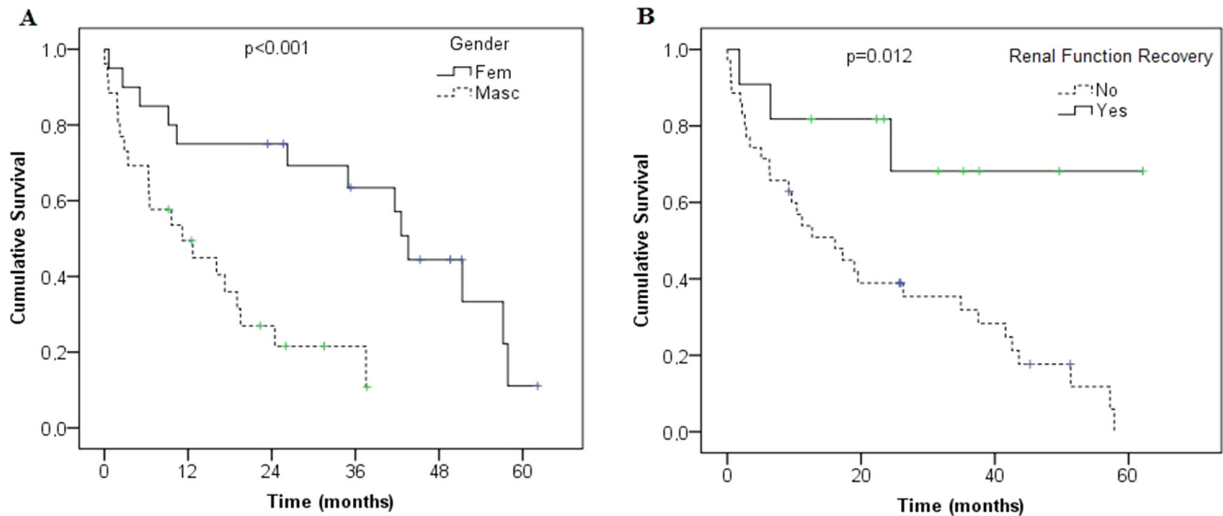 A
p<0.001
Gender
Fem
Masc
1.0
0.8
0.6
0.4
0.2
0.0
Cumulative Survival
0 12 24 36 48 60
Time (months)
B
p=0.012
Renal Function Recovery
No
Yes
1.0
0.8
0.6
0.4
0.2
0.0
Cumulative Survival
0 20 40 60
Time (months)